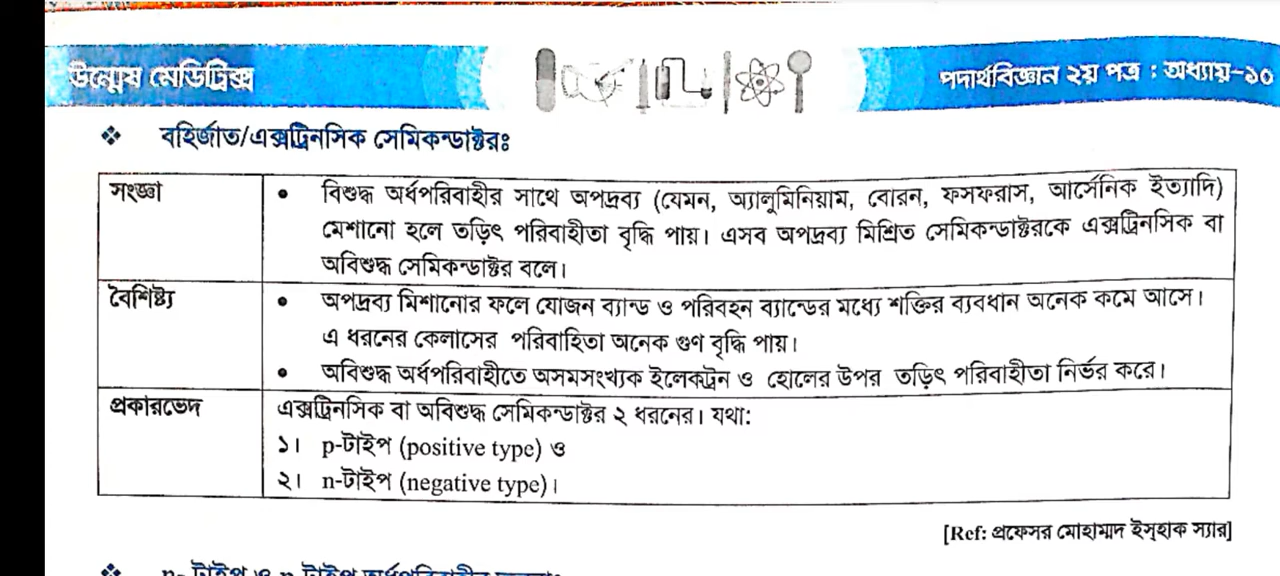 উন্মেষ মেডিট্রিক্স
পদার্থবিজ্ঞান ২য় পত্র : অধ্যায়-১০
❖ বহির্জাত/এক্সট্রিনসিক সেমিকন্ডাক্টরঃ
সংজ্ঞা
• বিশুদ্ধ অর্ধপরিবাহীর সাথে অপদ্রব্য (যেমন, অ্যালুমিনিয়াম, বোরন, ফসফরাস, আর্সেনিক ইত্যাদি)
মেশানো হলে তড়িৎ পরিবাহীতা বৃদ্ধি পায়। এসব অপদ্রব্য মিশ্রিত সেমিকন্ডাক্টরকে এক্সট্রিনসিক বা
অবিশুদ্ধ সেমিকন্ডাক্টর বলে।
বৈশিষ্ট্য
• অপদ্রব্য মিশানোর ফলে যোজন ব্যান্ড ও পরিবহন ব্যান্ডের মধ্যে শক্তির ব্যবধান অনেক কমে আসে।
এ ধরনের কেলাসের পরিবাহিতা অনেক গুণ বৃদ্ধি পায়।
• অবিশুদ্ধ অর্ধপরিবাহীতে অসমসংখ্যক ইলেকট্রন ও হোলের উপর তড়িৎ পরিবাহীতা নির্ভর করে।
প্রকারভেদ
এক্সট্রিনসিক বা অবিশুদ্ধ সেমিকন্ডাক্টর ২ ধরনের। যথা:
১। p-টাইপ (positive type) ও
২। n-টাইপ (negative type)।
[Ref: প্রফেসর মোহাম্মদ ইস্‌হাক স্যার]